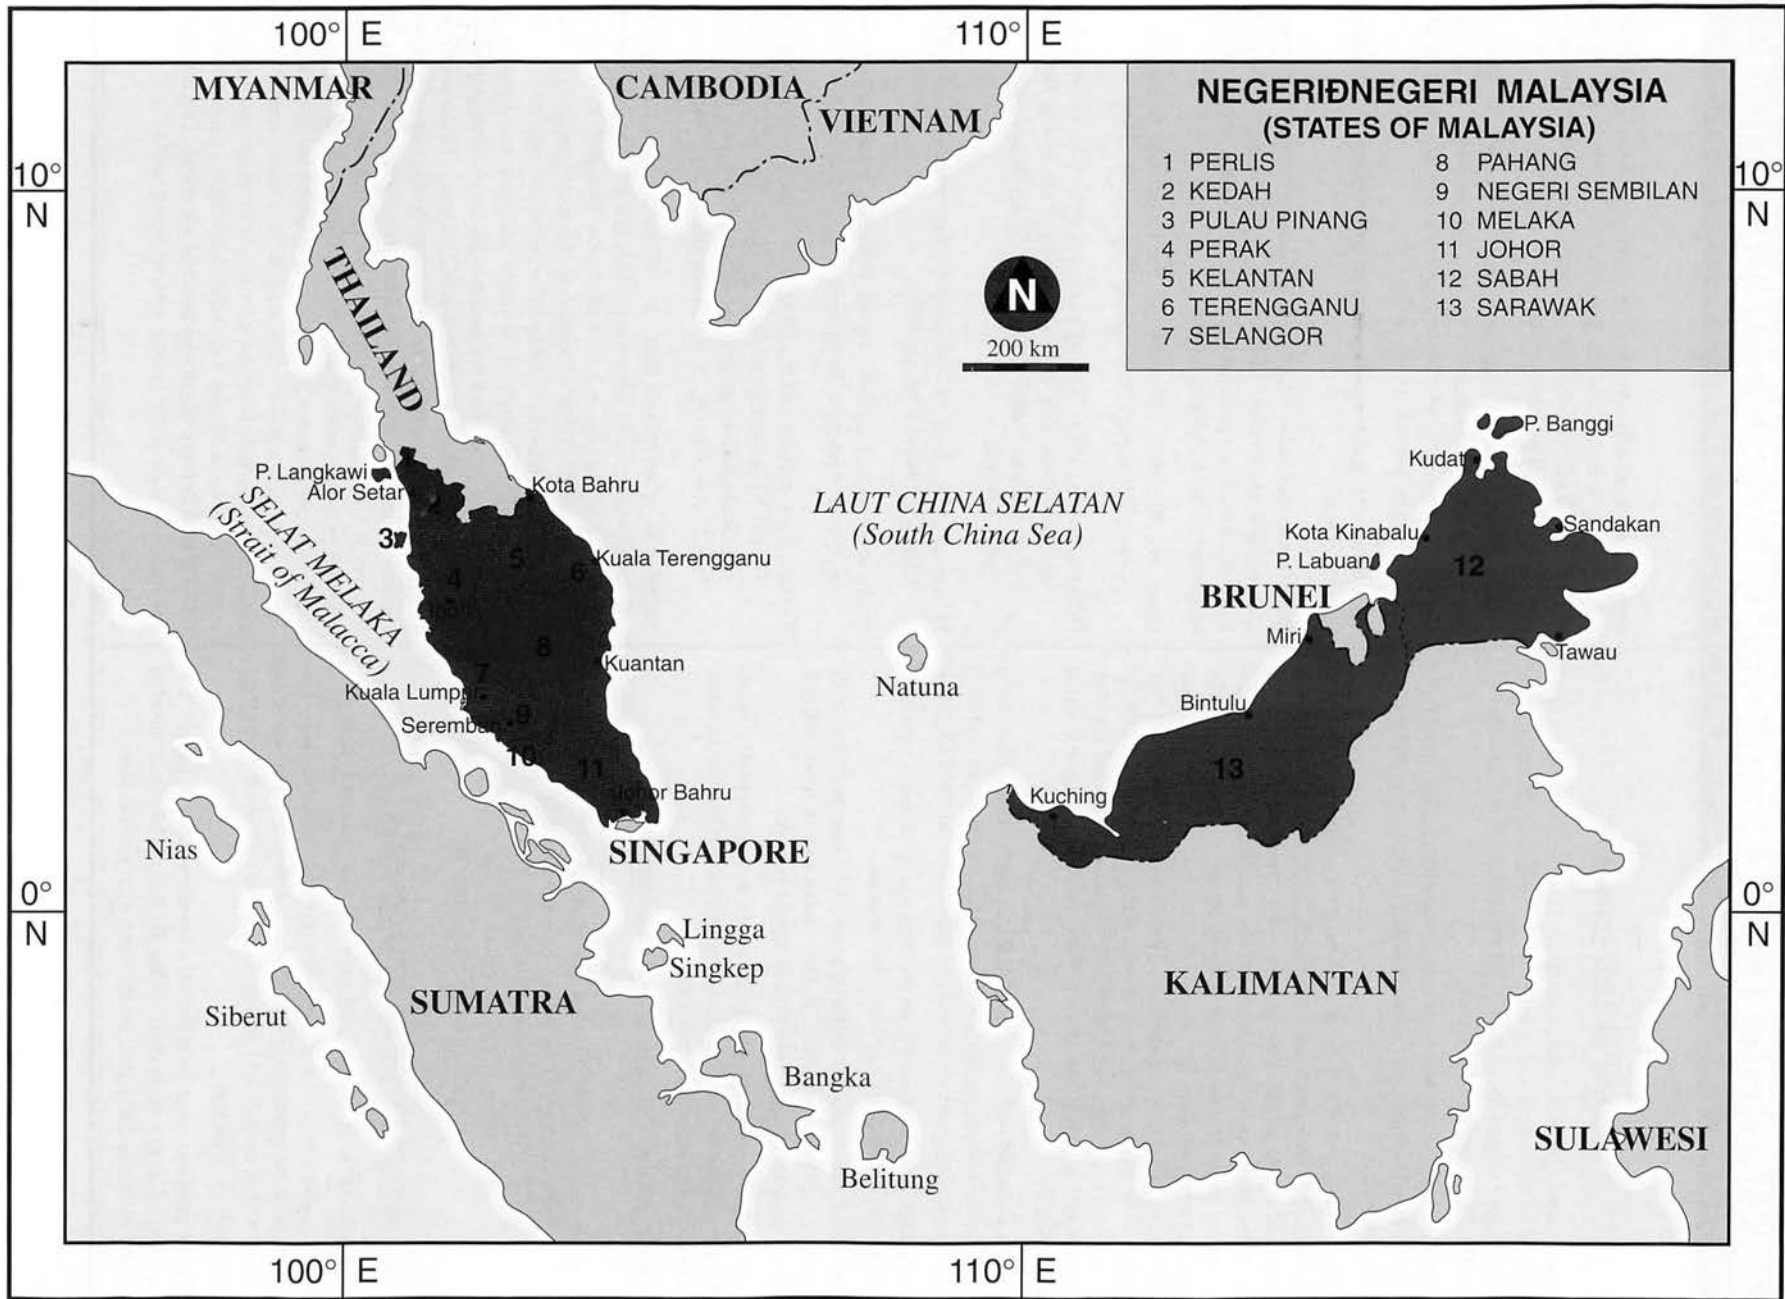 100° E
110° E
MYANMAR
CAMBODIA
VIETNAM
NEGERIÐNEGERI MALAYSIA
(STATES OF MALAYSIA)
1 PERLIS
2 KEDAH
3 PULAU PINANG
4 PERAK
5 KELANTAN
6 TERENGGANU
7 SELANGOR
8 PAHANG
9 NEGERI SEMBILAN
10 MELAKA
11 JOHOR
12 SABAH
13 SARAWAK
10°
N
10°
N
THAILAND
N
200 km
P. Banggi
Kudat
P. Langkawi
Alor Setar
Kota Bahru
2
SELAT MELAKA
(Strait of Malacca)
LAUT CHINA SELATAN
(South China Sea)
Kota Kinabalu
Sandakan
P. Labuan
12
3
5
Kuala Terengganu
6
4
Ipoh
BRUNEI
Miri
Tawau
8
Kuantan
7
Kuala Lumpur
Natuna
Bintulu
Seremban
9
10
11
13
Johor Bahru
Kuching
SINGAPORE
Nias
0°
N
0°
N
Lingga
Singkep
SUMATRA
Siberut
KALIMANTAN
Bangka
Belitung
SULAWESI
100° E
110° E